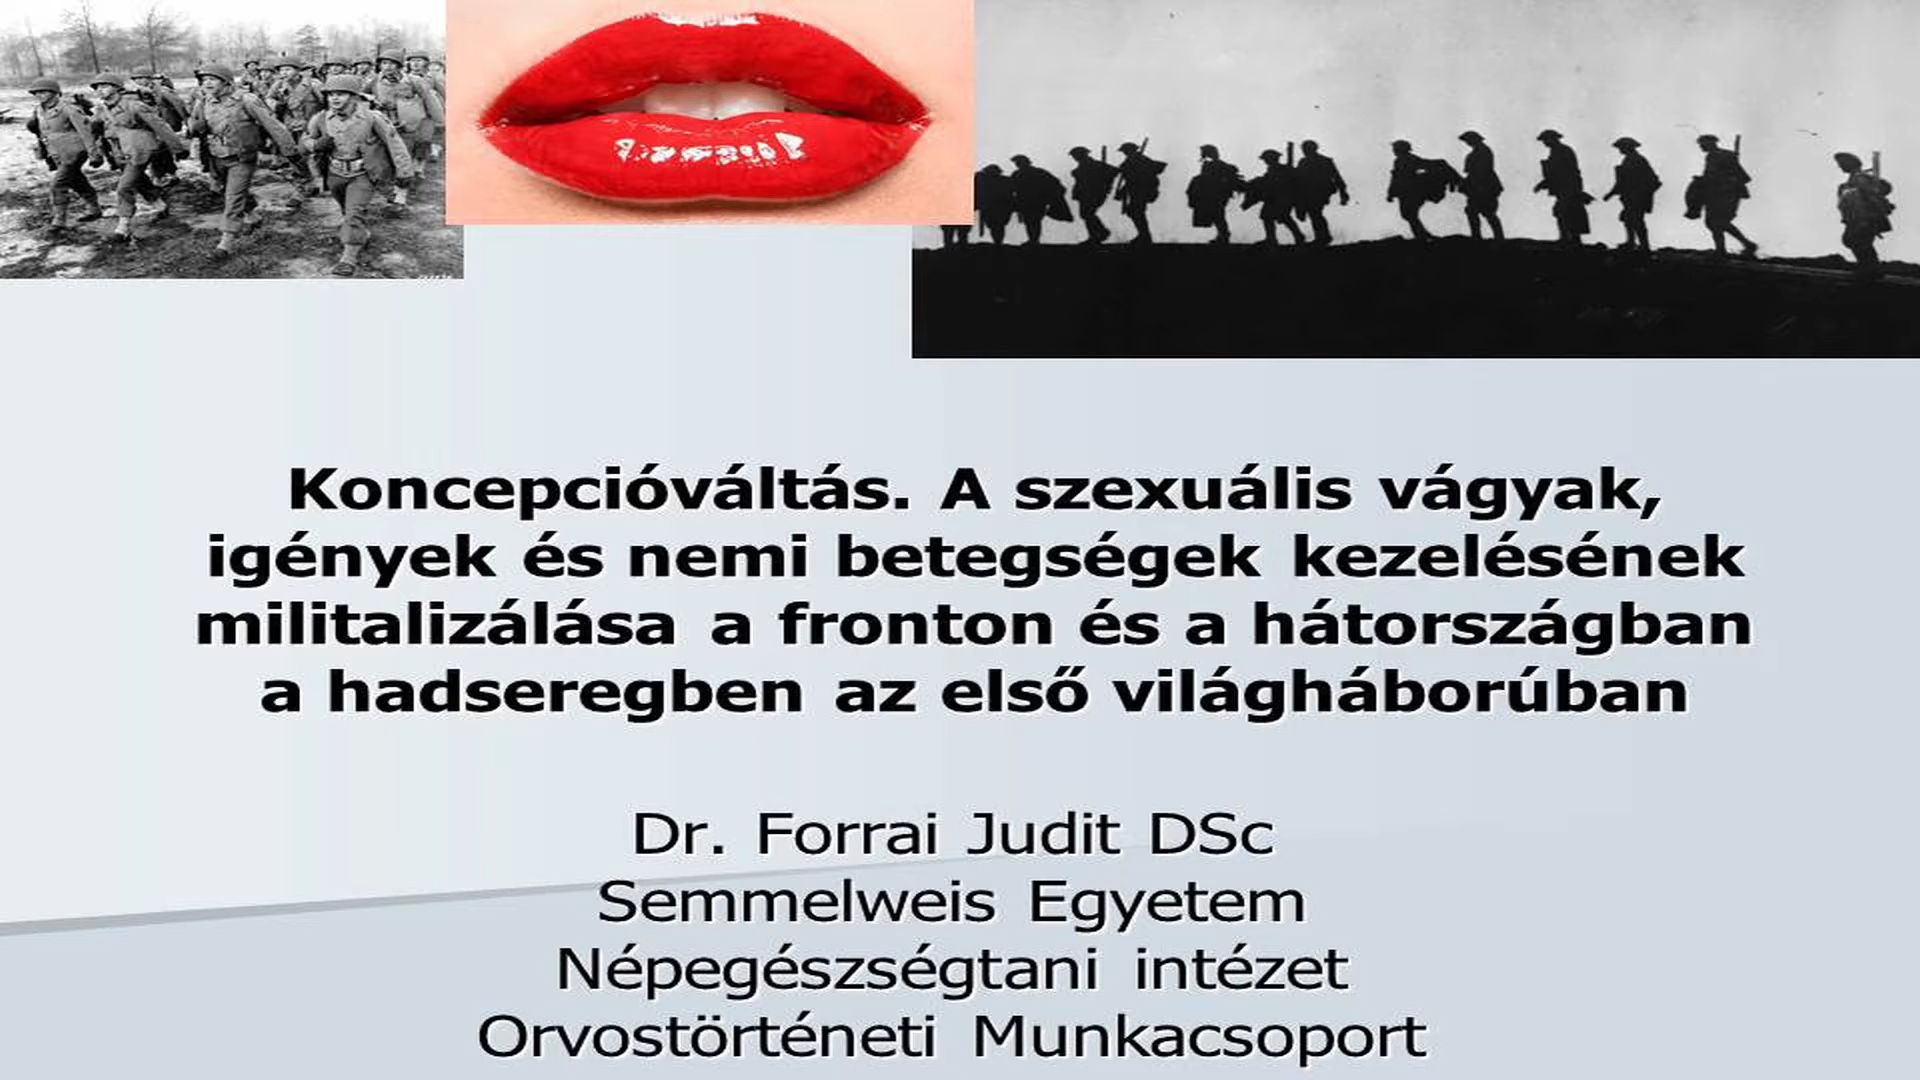 Koncepcióváltás. A szexuális vágyak,
igények és nemi betegségek kezelésének
militalizálása a fronton és a hátországban
a hadseregben az első világháborúban
Dr. Forrai Judit DSc
Semmelweis Egyetem
Népegészségtani intézet
Orvostörténeti Munkacsoport